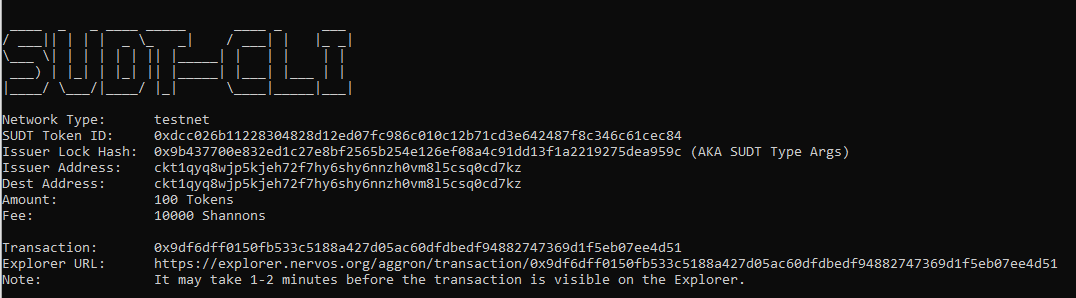 SUDT-CLI
Network Type: testnet
SUDT Token ID: 0xdcc026b11228304828d12ed07fc986c010c12b71cd3e642487f8c346c61cec84
Issuer Lock Hash: 0x9b437700e832ed1c27e8bf2565b254e126ef08a4c91dd13f1a2219275dea959c (AKA SUDT Type Args)
Issuer Address: ckt1qyq8wjp5kjeh72f7hy6shy6nnzh0vm8l5csq0cd7kz
Dest Address: ckt1qyq8wjp5kjeh72f7hy6shy6nnzh0vm8l5csq0cd7kz
Amount: 100 Tokens
Fee: 10000 Shannons
Transaction: 0x9df6dff0150fb533c5188a427d05ac60dfdbedf94882747369d1f5eb07ee4d51
Explorer URL: https://explorer.nervos.org/aggron/transaction/0x9df6dff0150fb533c5188a427d05ac60dfdbedf94882747369d1f5eb07ee4d51
Note: It may take 1-2 minutes before the transaction is visible on the Explorer.